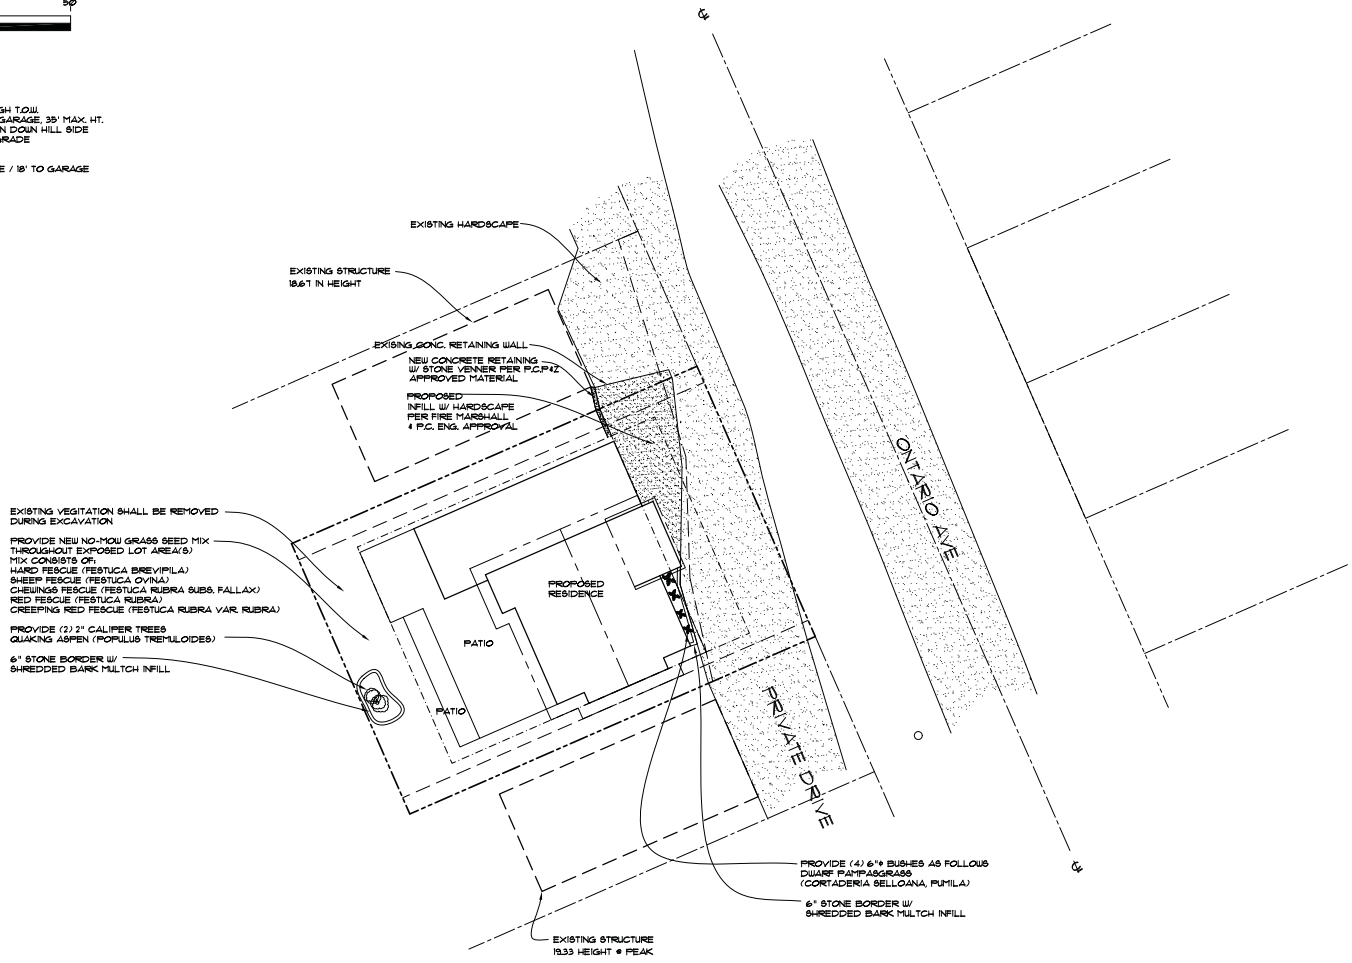 50
GH T.O.W.
GARAGE, 35' MAX. HT.
N DOWN HILL SIDE
GRADE
E / 18' TO GARAGE
℄
EXISTING HARDSCAPE
EXISTING STRUCTURE
18.67 IN HEIGHT
EXISING CONC. RETAINING WALL
NEW CONCRETE RETAINING
W/ STONE VENNER PER P.C.P&Z
APPROVED MATERIAL
PROPOSED
INFILL W/ HARDSCAPE
PER FIRE MARSHALL
& P.C. ENG. APPROVAL
ONTARIO AVE
EXISTING VEGITATION SHALL BE REMOVED
DURING EXCAVATION
PROVIDE NEW NO-MOW GRASS SEED MIX
THROUGHOUT EXPOSED LOT AREA(S)
MIX CONSISTS OF:
HARD FESCUE (FESTUCA BREVIPILA)
SHEEP FESCUE (FESTUCA OVINA)
CHEWINGS FESCUE (FESTUCA RUBRA SUBS. FALLAX)
RED FESCUE (FESTUCA RUBRA)
CREEPING RED FESCUE (FESTUCA RUBRA VAR. RUBRA)
PROVIDE (2) 2" CALIPER TREES
QUAKING ASPEN (POPULUS TREMULOIDES)
6" STONE BORDER W/
SHREDDED BARK MULTCH INFILL
PROPOSED
RESIDENCE
PATIO
PATIO
PRIVATE DRIVE
℄
PROVIDE (4) 6"ϕ BUSHES AS FOLLOWS
DWARF PAMPASGRASS
(CORTADERIA SELLOANA, PUMILA)
6" STONE BORDER W/
SHREDDED BARK MULTCH INFILL
EXISTING STRUCTURE
19.33 HEIGHT @ PEAK